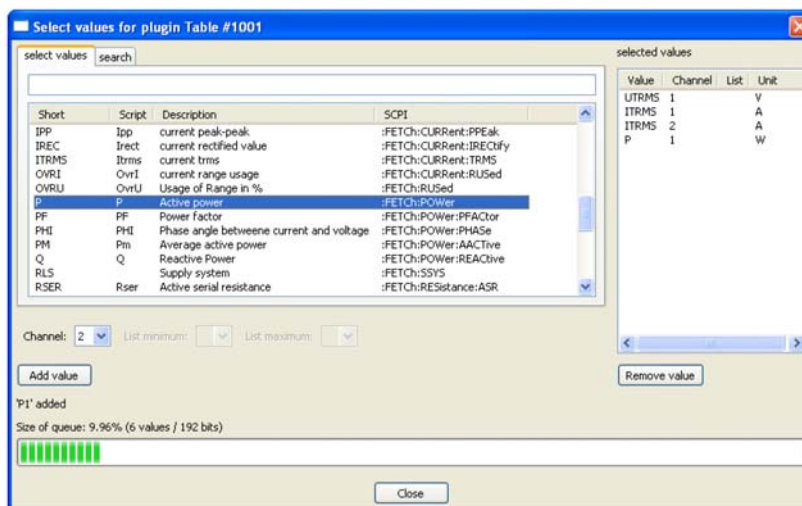 Select values for plugin Table #1001
select values search
Short Script Description SCPI
IPP Ipp current peak-peak :FETCh:CURRent:PPEak
IREC Irect current rectified value :FETCh:CURRent:IRECtify
ITRMS Itrms current trms :FETCh:CURRent:TRMS
OVRI OvrI current range usage :FETCh:CURRent:RUSed
OVRU OvrU Usage of Range in % :FETCh:RUSed
P P Active power :FETCh:POWer
PF PF Power factor :FETCh:POWer:PFACtor
PHI PHI Phase angle betweene current and voltage :FETCh:POWer:PHASe
PM Pm Average active power :FETCh:POWer:AACTive
Q Q Reactive Power :FETCh:POWer:REACtive
RLS Supply system :FETCh:SSYS
RSER Rser Active serial resistance :FETCh:RESistance:ASR
Channel: 2 List minimum: List maximum:
Add value
'P1' added
Size of queue: 9.96% (6 values / 192 bits)
selected values
Value Channel List Unit
UTRMS 1 V
ITRMS 1 A
ITRMS 2 A
P 1 W
Remove value
Close